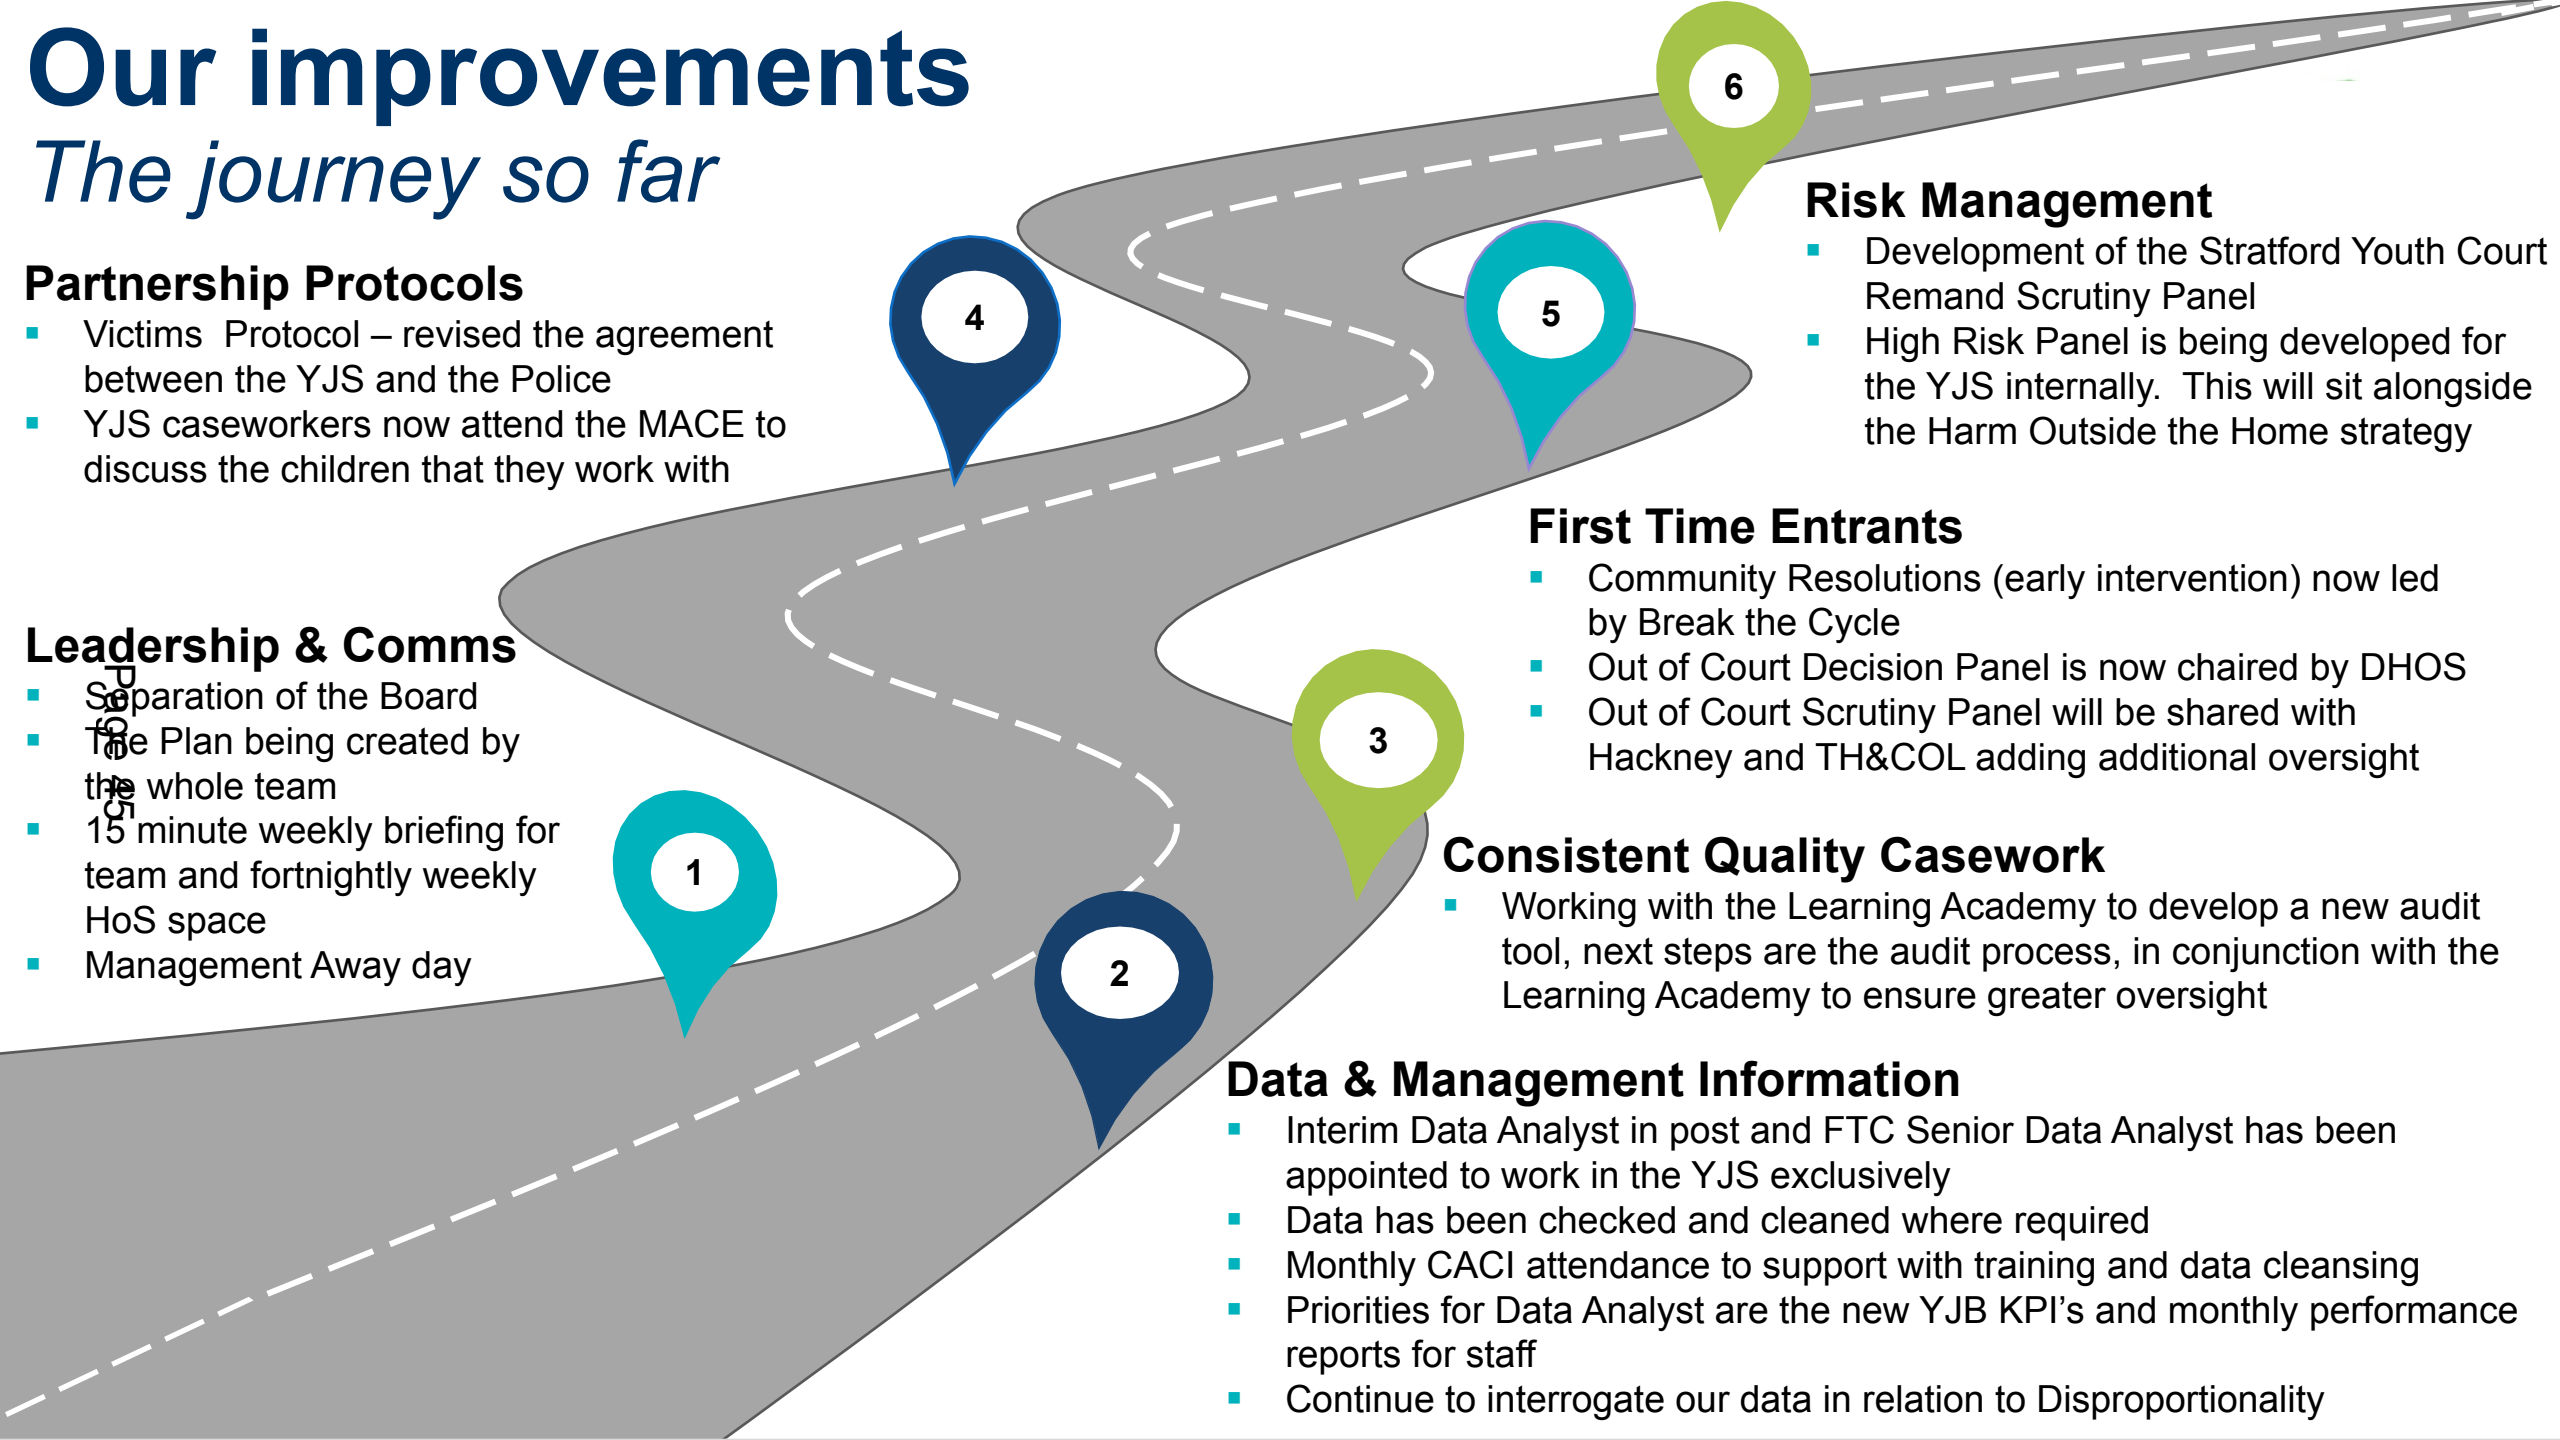 Our improvements
The journey so far
Partnership Protocols
▪ Victims  Protocol – revised the agreement
between the YJS and the Police
▪ YJS caseworkers now attend the MACE to
discuss the children that they work with
Leadership & Comms
▪ Separation of the Board
▪ The Plan being created by
the whole team
▪ 15 minute weekly briefing for
team and fortnightly weekly
HoS space
▪ Management Away day
Page 45
1
2
3
4
5
6
Risk Management
▪ Development of the Stratford Youth Court
Remand Scrutiny Panel
▪ High Risk Panel is being developed for
the YJS internally.  This will sit alongside
the Harm Outside the Home strategy
First Time Entrants
▪ Community Resolutions (early intervention) now led
by Break the Cycle
▪ Out of Court Decision Panel is now chaired by DHOS
▪ Out of Court Scrutiny Panel will be shared with
Hackney and TH&COL adding additional oversight
Consistent Quality Casework
▪ Working with the Learning Academy to develop a new audit
tool, next steps are the audit process, in conjunction with the
Learning Academy to ensure greater oversight
Data & Management Information
▪ Interim Data Analyst in post and FTC Senior Data Analyst has been
appointed to work in the YJS exclusively
▪ Data has been checked and cleaned where required
▪ Monthly CACI attendance to support with training and data cleansing
▪ Priorities for Data Analyst are the new YJB KPI’s and monthly performance
reports for staff
▪ Continue to interrogate our data in relation to Disproportionality